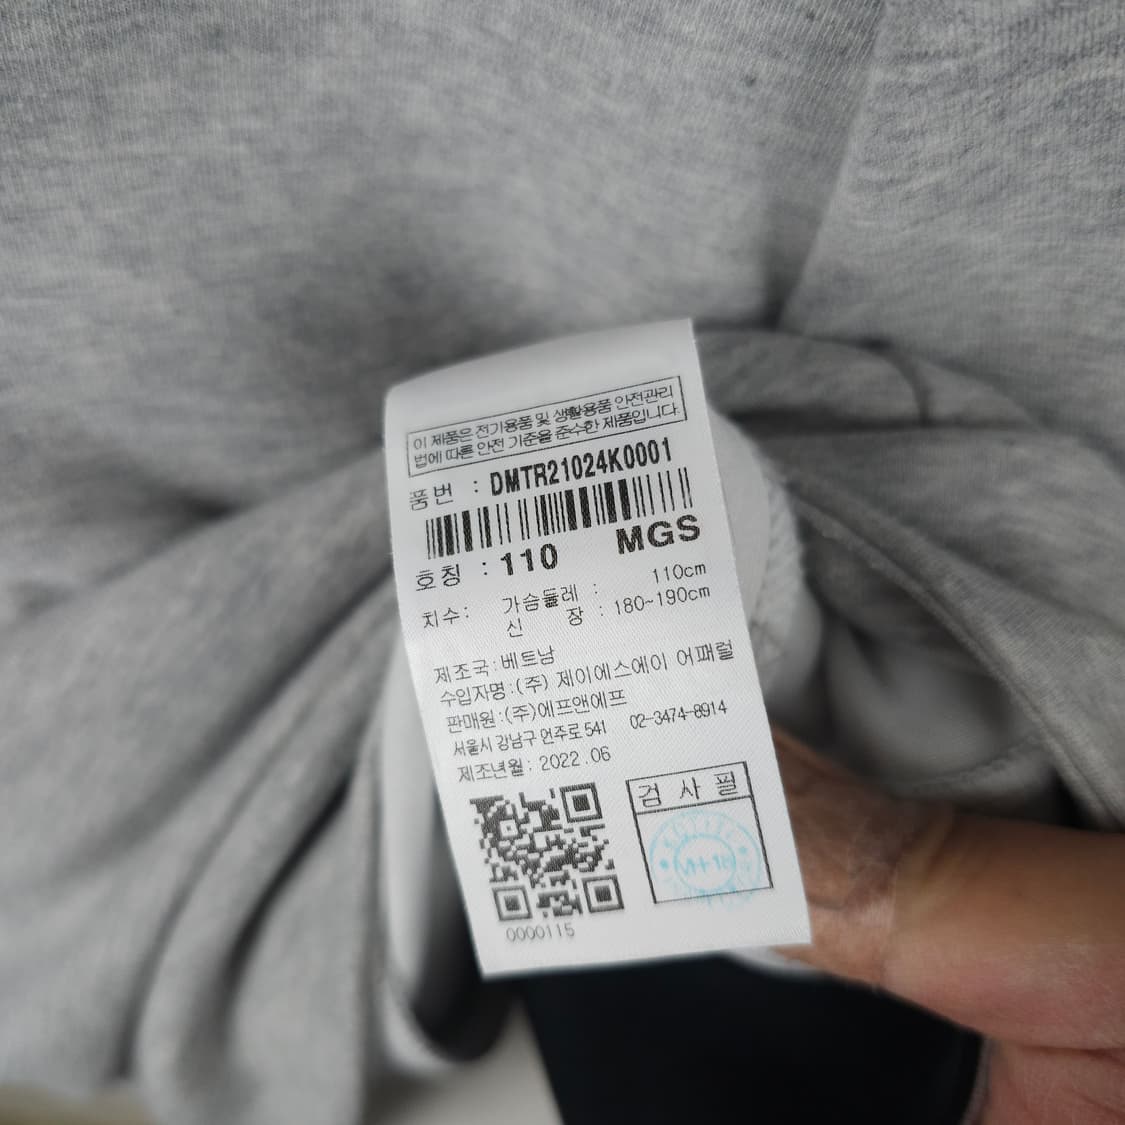 이 제품은 전기용품 및 생활용품 안전관리
법에 따른 안전 기준을 준수한 제품입니다.
품번 : DMTR21024K0001
호칭 : 110 MGS
치수: 가슴둘레 : 110cm
신 장 : 180~190cm
제조국:베트남
수입자명:(주) 제이에스에이 어패럴
판매원:(주)에프앤에프
서울시 강남구 언주로 541 02-3474-8914
제조년월: 2022.06
검 사 필
0000115